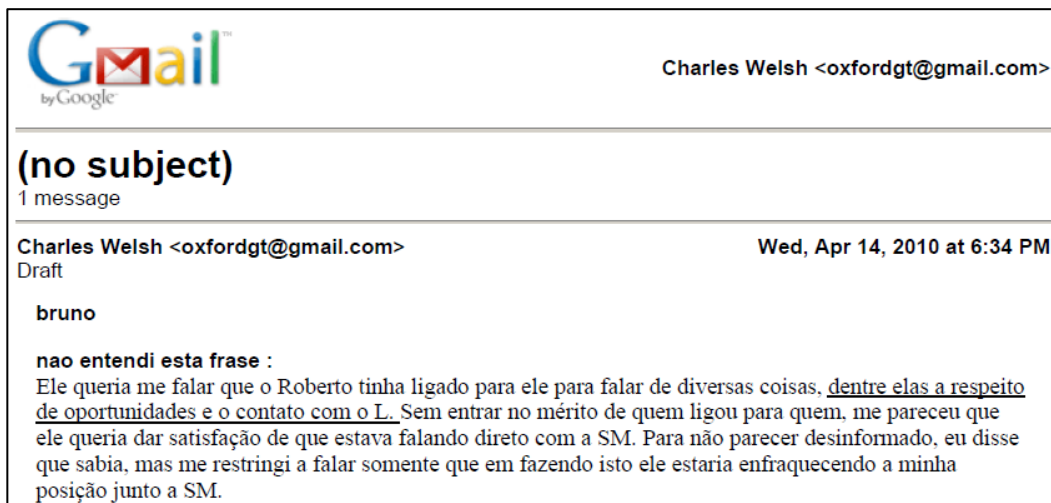 Gmail™
by Google
Charles Welsh <oxfordgt@gmail.com>
(no subject)
1 message
Charles Welsh <oxfordgt@gmail.com> Wed, Apr 14, 2010 at 6:34 PM
Draft
bruno
nao entendi esta frase :
Ele queria me falar que o Roberto tinha ligado para ele para falar de diversas coisas, dentre elas a respeito
de oportunidades e o contato com o L. Sem entrar no mérito de quem ligou para quem, me pareceu que
ele queria dar satisfação de que estava falando direto com a SM. Para não parecer desinformado, eu disse
que sabia, mas me restringi a falar somente que em fazendo isto ele estaria enfraquecendo a minha
posição junto a SM.